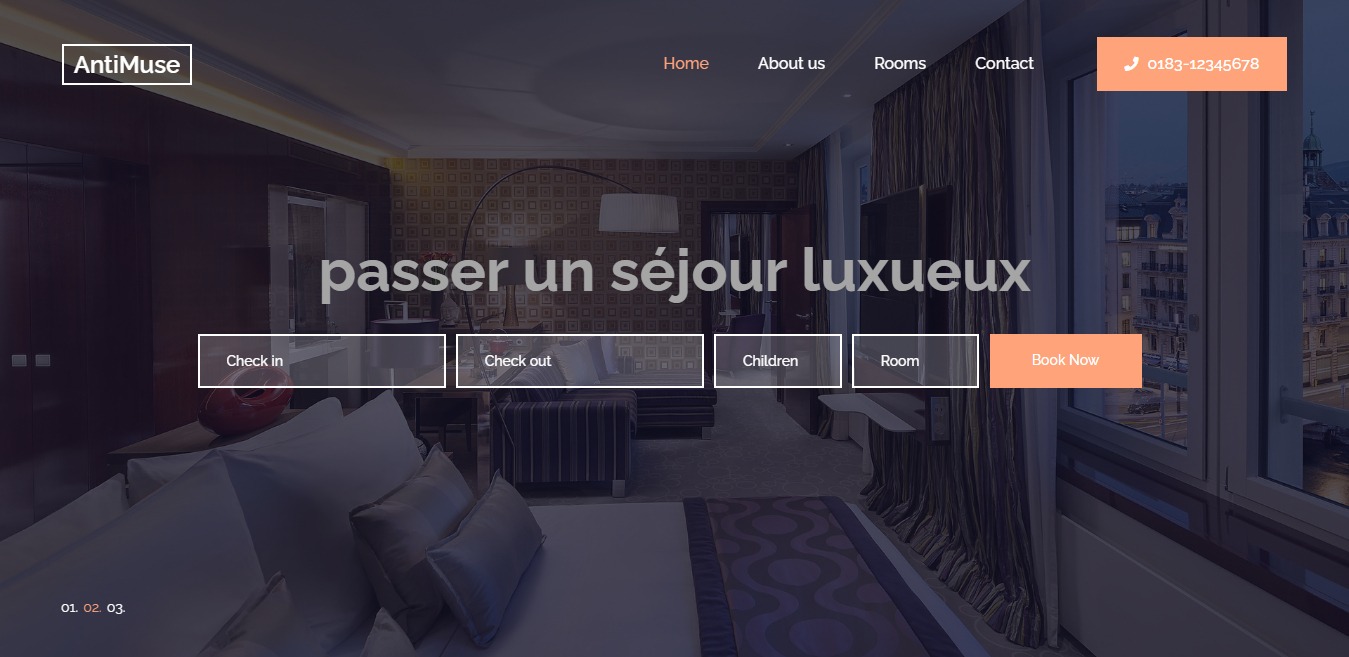 AntiMuse
Home About us Rooms Contact 0183-12345678
passer un séjour luxueux
Check in Check out Children Room Book Now
01. 02. 03.